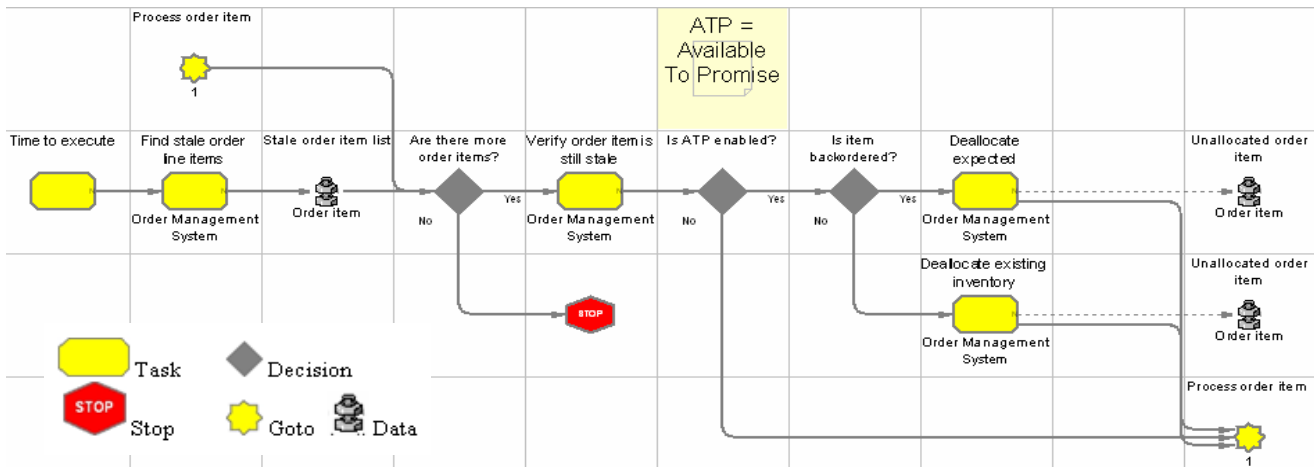 Process order item
1
ATP =
Available
To Promise
Time to execute
Find stale order
line items
Stale order item list
Are there more
order items?
Verify order item is
still stale
Is ATP enabled?
Is item
backordered?
Deallocate
expected
Unallocated order
item
N
N
Yes
N
Yes
Yes
N
Order Management
System
Order item
No
Order Management
System
No
No
Order Management
System
Order item
Deallocate existing
inventory
Unallocated order
item
STOP
N
Order Management
System
Order item
Task
Decision
STOP
Stop
Goto
Data
Process order item
1